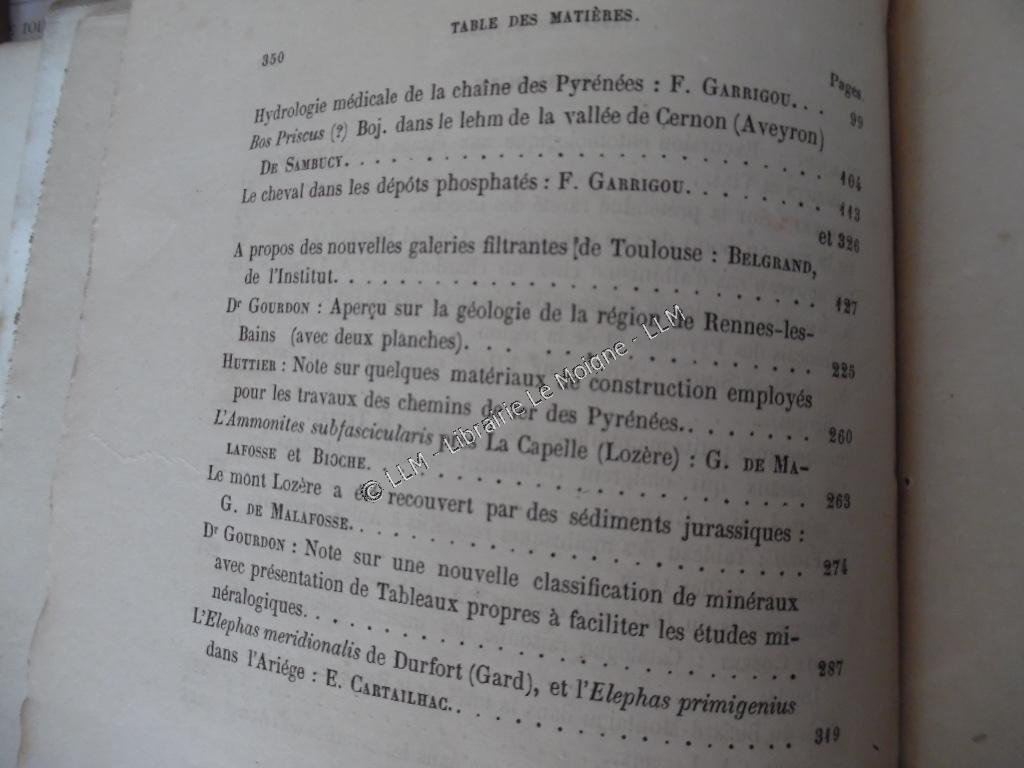 TABLE DES MATIÈRES.
350
Pages.
Hydrologie médicale de la chaîne des Pyrénées : F. GARRIGOU... 99
Bos Priscus (?) Boj. dans le lehm de la vallée de Cernon (Aveyron)
DE SAMBUCY. . . . . . . . . . . . . . . . . . . . . . 104
Le cheval dans les dépôts phosphatés : F. GARRIGOU. . . . . . . 113
et 326
A propos des nouvelles galeries filtrantes de Toulouse : BELGRAND,
de l'Institut. . . . . . . . . . . . . . . . . . . . . . 127
Dr GOURDON : Aperçu sur la géologie de la région de Rennes-les-
Bains (avec deux planches). . . . . . . . . . . . . . . . 225
HUTTIER : Note sur quelques matériaux de construction employés
pour les travaux des chemins de fer des Pyrénées. . . . . . . . 260
L'Ammonites subfascicularis La Capelle (Lozère) : G. DE MA-
LAFOSSE et BIOCHE. . . . . . . . . . . . . . . . . . . . 263
Le mont Lozère a été recouvert par des sédiments jurassiques :
G. DE MALAFOSSE. . . . . . . . . . . . . . . . . . . . . 274
Dr GOURDON : Note sur une nouvelle classification de minéraux
avec présentation de Tableaux propres à faciliter les études mi-
néralogiques. . . . . . . . . . . . . . . . . . . . . . . 287
L'Elephas meridionalis de Durfort (Gard), et l'Elephas primigenius
dans l'Ariége : E. CARTAILHAC. . . . . . . . . . . . . . . 319
© LLM - Librairie Le Moigne - LLM